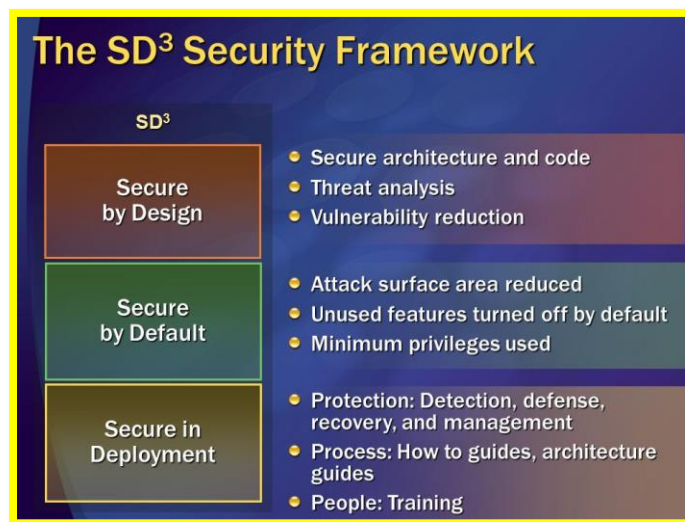 The SD³ Security Framework
SD³
Secure
by Design
Secure architecture and code
Threat analysis
Vulnerability reduction
Secure
by Default
Attack surface area reduced
Unused features turned off by default
Minimum privileges used
Secure in
Deployment
Protection: Detection, defense,
recovery, and management
Process: How to guides, architecture
guides
People: Training